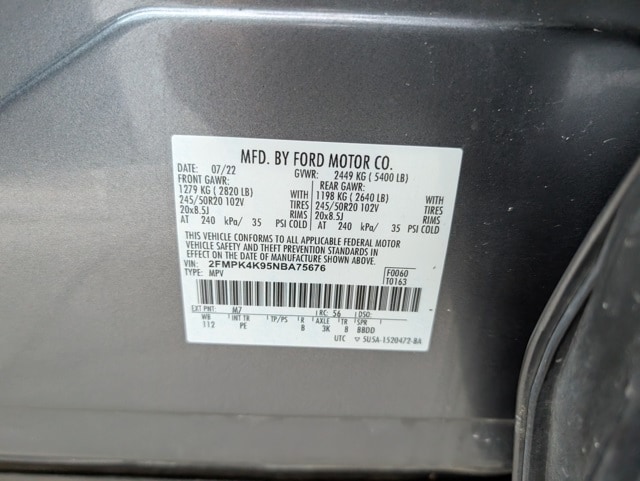 MFD. BY FORD MOTOR CO.
DATE: 07/22 GVWR: 2449 KG ( 5400 LB)
FRONT GAWR: REAR GAWR:
1279 KG ( 2820 LB) WITH 1198 KG ( 2640 LB) WITH
245/50R20 102V TIRES 245/50R20 102V TIRES
20x8.5J RIMS 20x8.5J RIMS
AT 240 kPa/ 35 PSI COLD AT 240 kPa/ 35 PSI COLD
THIS VEHICLE CONFORMS TO ALL APPLICABLE FEDERAL MOTOR
VEHICLE SAFETY AND THEFT PREVENTION STANDARDS IN
EFFECT ON THE DATE OF MANUFACTURE SHOWN ABOVE.
VIN: 2FMPK4K95NBA75676 F0060
TYPE: MPV T0163
EXT PNT: M7 RC: 56 DSO:
WB INT TR TP/PS R AXLE TR SPR
112 PE B 3K B BBDD
UTC ▽ 5U5A-1520472-BA